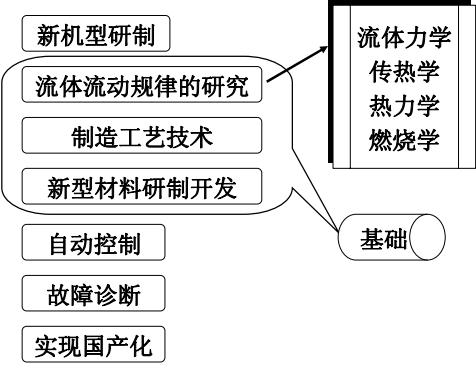 新机型研制
流体流动规律的研究
制造工艺技术
新型材料研制开发
自动控制
故障诊断
实现国产化
流体力学
传热学
热力学
燃烧学
基础